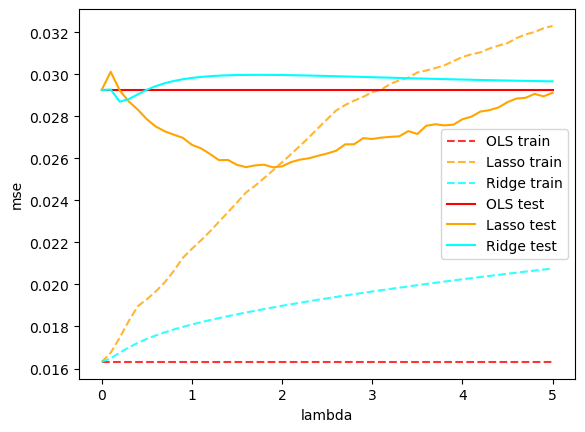 0.032
0.030
0.028
0.026
0.024
0.022
0.020
0.018
0.016
mse
0
1
2
3
4
5
lambda
OLS train
Lasso train
Ridge train
OLS test
Lasso test
Ridge test